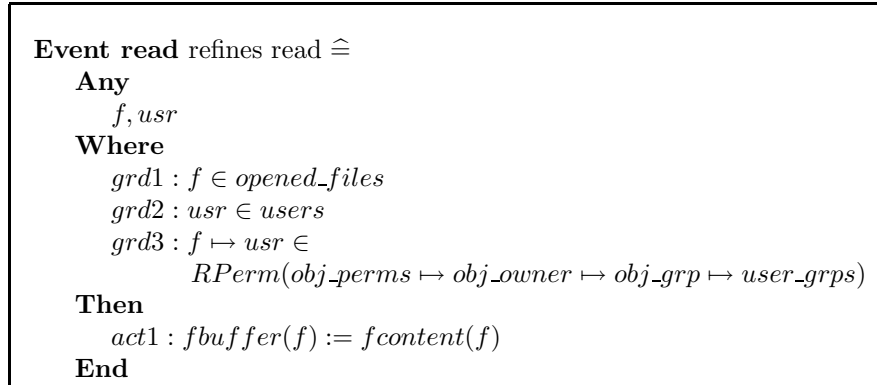 Event read refines read ≙
Any
f, usr
Where
grd1 : f ∈ opened_files
grd2 : usr ∈ users
grd3 : f ↦ usr ∈
RPerm(obj_perms ↦ obj_owner ↦ obj_grp ↦ user_grps)
Then
act1 : fbuffer(f) := fcontent(f)
End